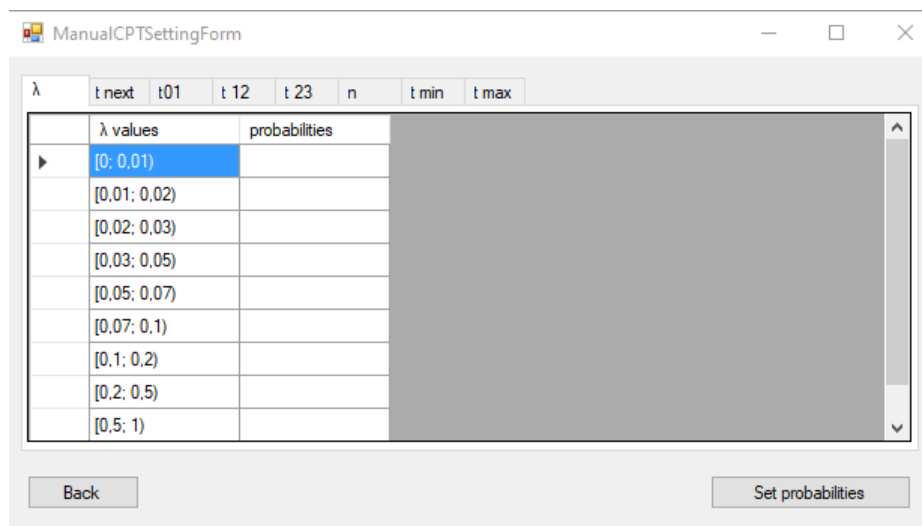 ManualCPTSettingForm
λ t next t01 t 12 t 23 n t min t max
λ values probabilities
[0; 0,01)
[0,01; 0,02)
[0,02; 0,03)
[0,03; 0,05)
[0,05; 0,07)
[0,07; 0,1)
[0,1; 0,2)
[0,2; 0,5)
[0,5; 1)
Back Set probabilities